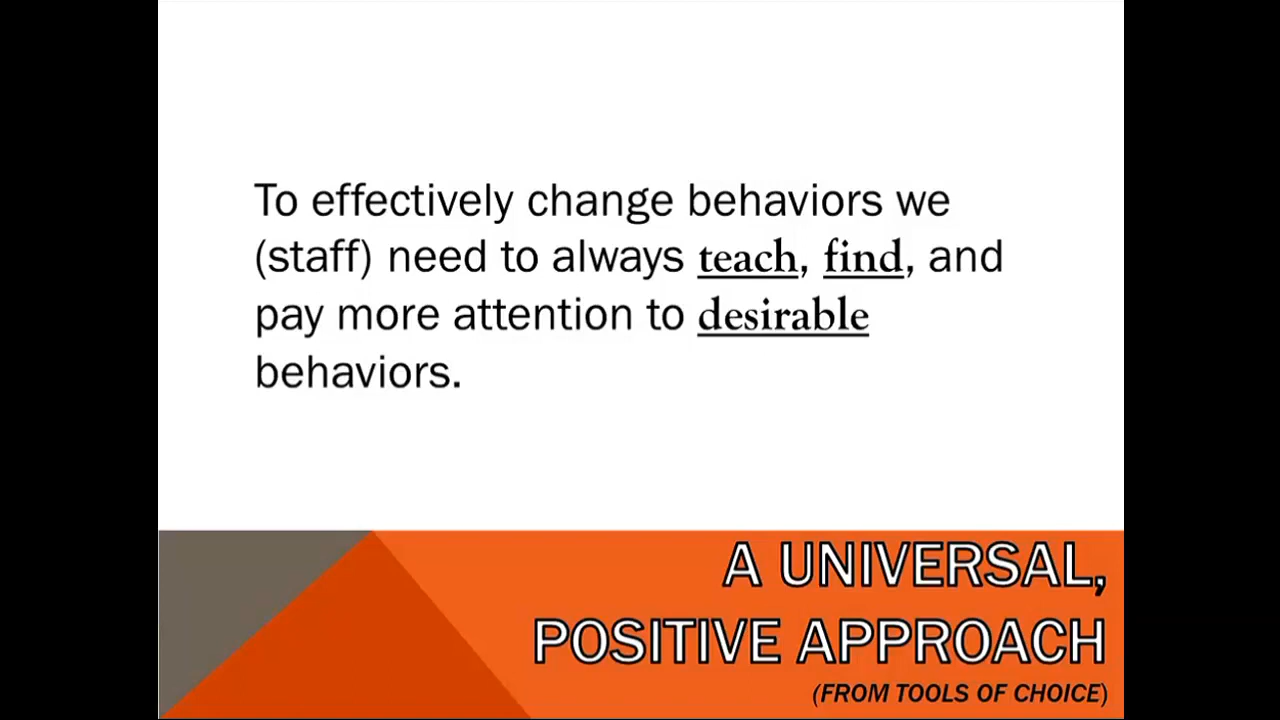 To effectively change behaviors we
(staff) need to always teach, find, and
pay more attention to desirable
behaviors.
A UNIVERSAL,
POSITIVE APPROACH
(FROM TOOLS OF CHOICE)